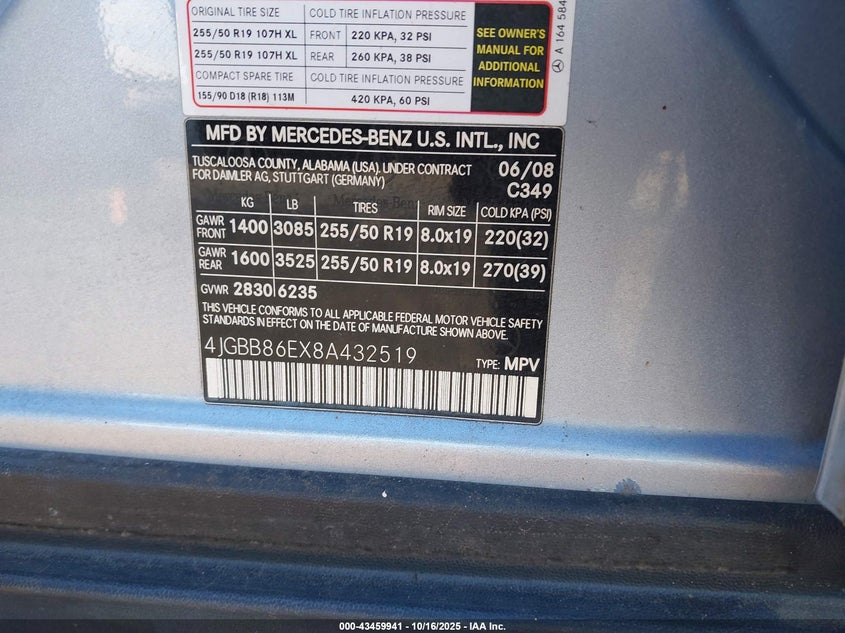 ORIGINAL TIRE SIZE COLD TIRE INFLATION PRESSURE
255/50 R19 107H XL FRONT 220 KPA, 32 PSI
255/50 R19 107H XL REAR 260 KPA, 38 PSI
COMPACT SPARE TIRE COLD TIRE INFLATION PRESSURE
155/90 D18 (R18) 113M 420 KPA, 60 PSI
SEE OWNER'S
MANUAL FOR
ADDITIONAL
INFORMATION
A 164 584
MFD BY MERCEDES-BENZ U.S. INTL., INC
TUSCALOOSA COUNTY, ALABAMA (USA). UNDER CONTRACT 06/08
FOR DAIMLER AG, STUTTGART (GERMANY) C349
KG LB TIRES RIM SIZE COLD KPA (PSI)
GAWR FRONT 1400 3085 255/50 R19 8.0x19 220(32)
GAWR REAR 1600 3525 255/50 R19 8.0x19 270(39)
GVWR 2830 6235
THIS VEHICLE CONFORMS TO ALL APPLICABLE FEDERAL MOTOR VEHICLE SAFETY
STANDARDS IN EFFECT ON THE DATE OF MANUFACTURE SHOWN ABOVE.
4JGBB86EX8A432519 TYPE: MPV
000-43459941 - 10/16/2025 - IAA Inc.